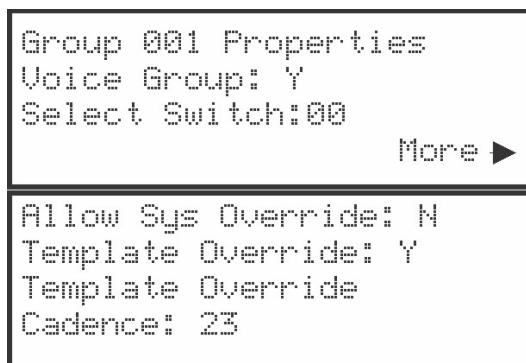 Group 001 Properties
Voice Group: Y
Select Switch:00
More ►
Allow Sys Override: N
Template Override: Y
Template Override
Cadence: 23